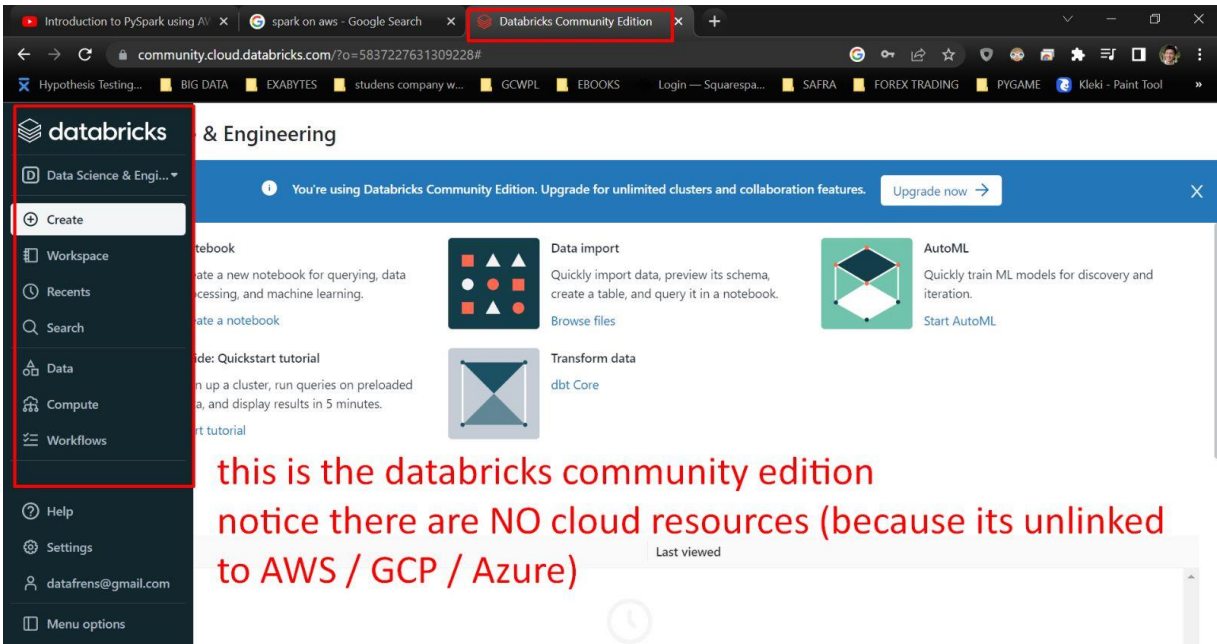 Introduction to PySpark using AW
spark on aws - Google Search
Databricks Community Edition
community.cloud.databricks.com/?o=5837227631309228#
Hypothesis Testing... BIG DATA EXABYTES studens company w... GCWPL EBOOKS Login — Squarespa... SAFRA FOREX TRADING PYGAME Kleki - Paint Tool »
databricks
& Engineering
D Data Science & Engi...
You're using Databricks Community Edition. Upgrade for unlimited clusters and collaboration features. Upgrade now →
Create
Workspace
Recents
Search
Data
Compute
Workflows
Help
Settings
datafrens@gmail.com
Menu options
tebook
ate a new notebook for querying, data
cessing, and machine learning.
ate a notebook
Data import
Quickly import data, preview its schema,
create a table, and query it in a notebook.
Browse files
AutoML
Quickly train ML models for discovery and
iteration.
Start AutoML
ide: Quickstart tutorial
n up a cluster, run queries on preloaded
a, and display results in 5 minutes.
rt tutorial
Transform data
dbt Core
this is the databricks community edition
notice there are NO cloud resources (because its unlinked
to AWS / GCP / Azure)
Last viewed